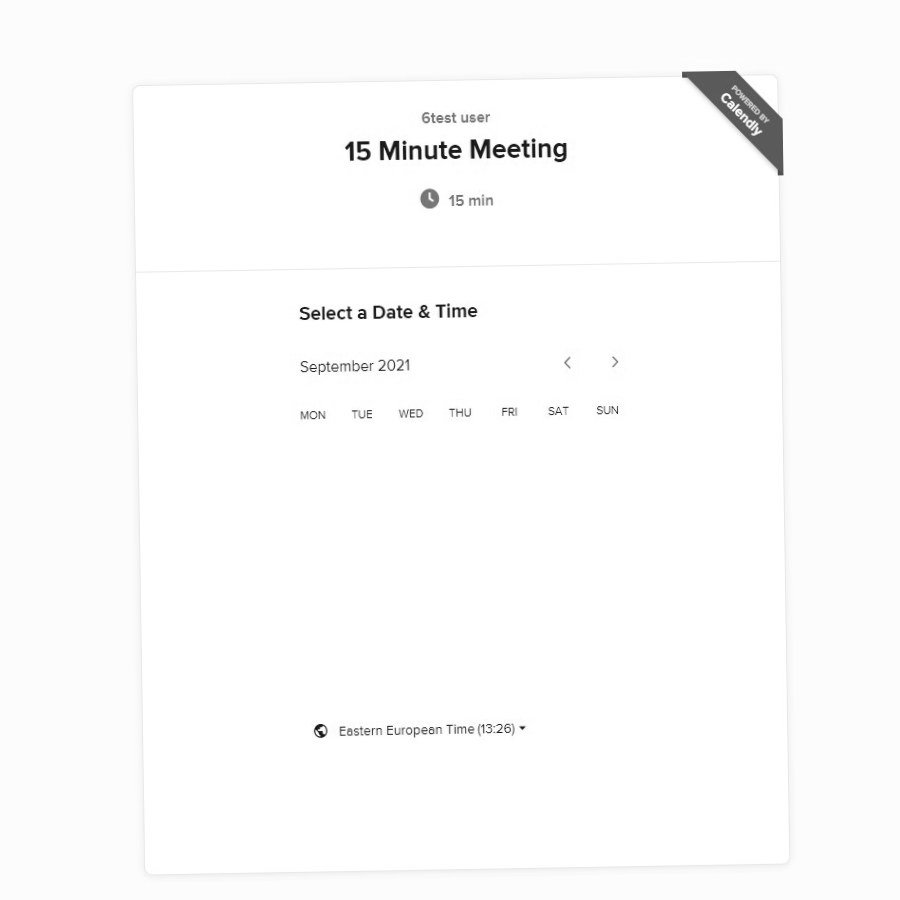 POWERED BY
Calendly
6test user
15 Minute Meeting
15 min
Select a Date & Time
September 2021
MON TUE WED THU FRI SAT SUN
Eastern European Time (13:26)